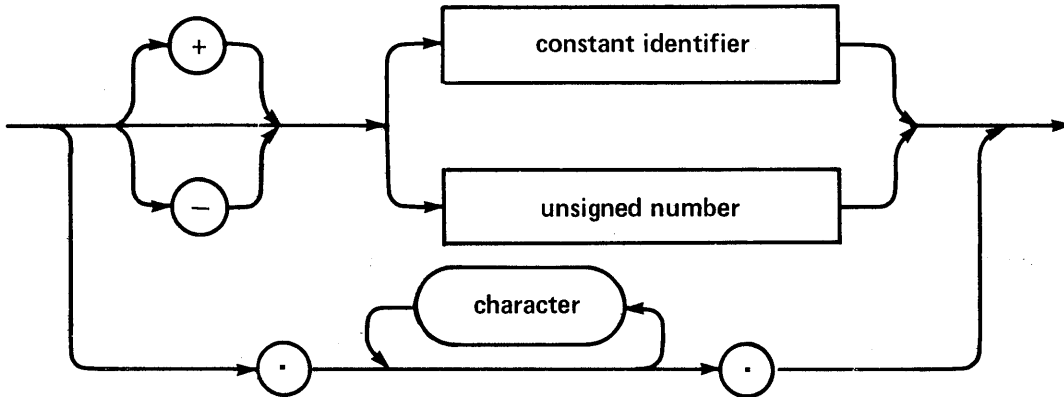 +
constant identifier
−
unsigned number
character
·
·